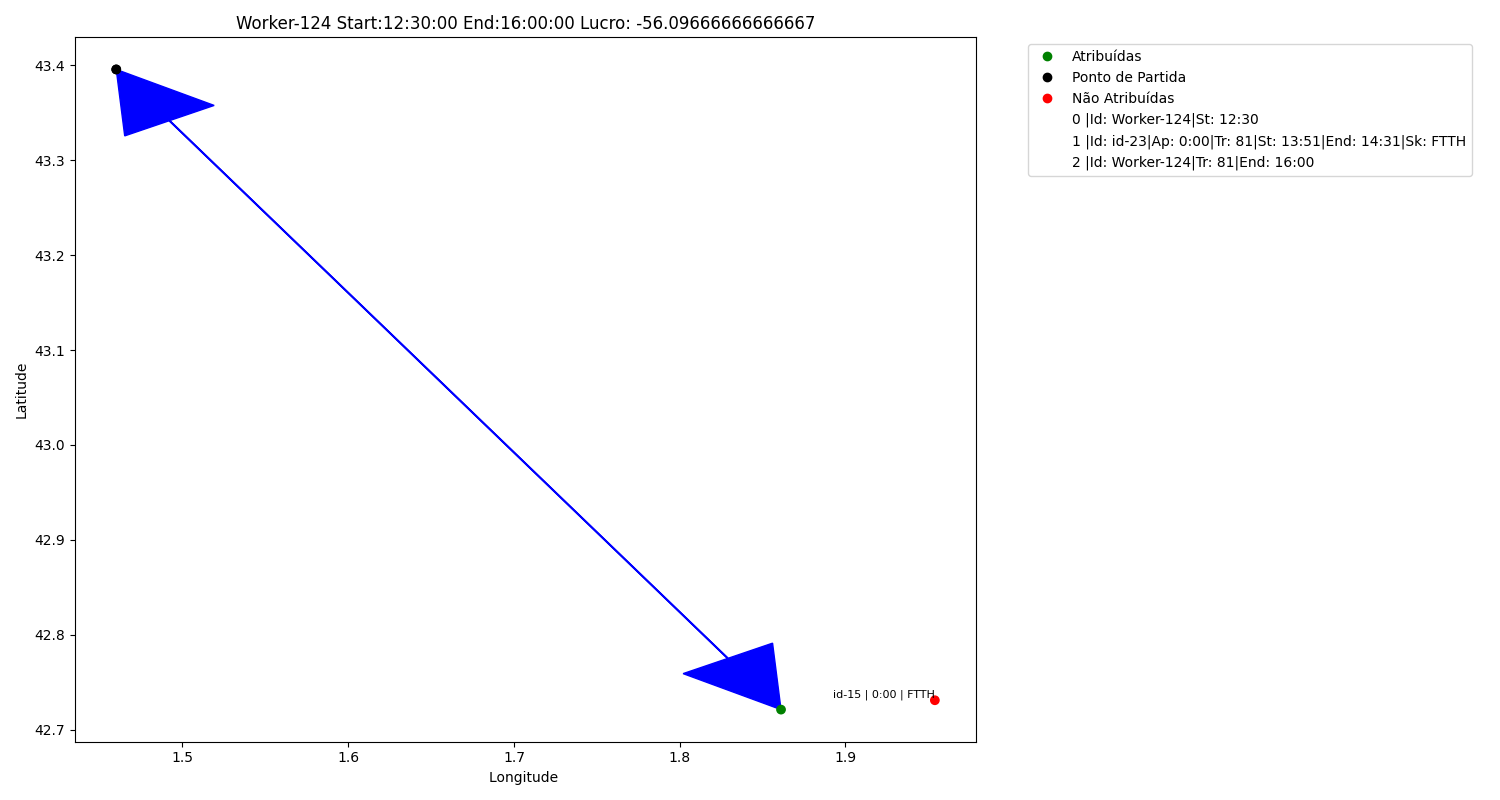 Worker-124 Start:12:30:00 End:16:00:00 Lucro: -56.09666666666667
43.4
43.3
43.2
43.1
43.0
42.9
42.8
42.7
Latitude
1.5
1.6
1.7
1.8
1.9
Longitude
id-15 | 0:00 | FTTH
Atribuídas
Ponto de Partida
Não Atribuídas
0 |Id: Worker-124|St: 12:30
1 |Id: id-23|Ap: 0:00|Tr: 81|St: 13:51|End: 14:31|Sk: FTTH
2 |Id: Worker-124|Tr: 81|End: 16:00